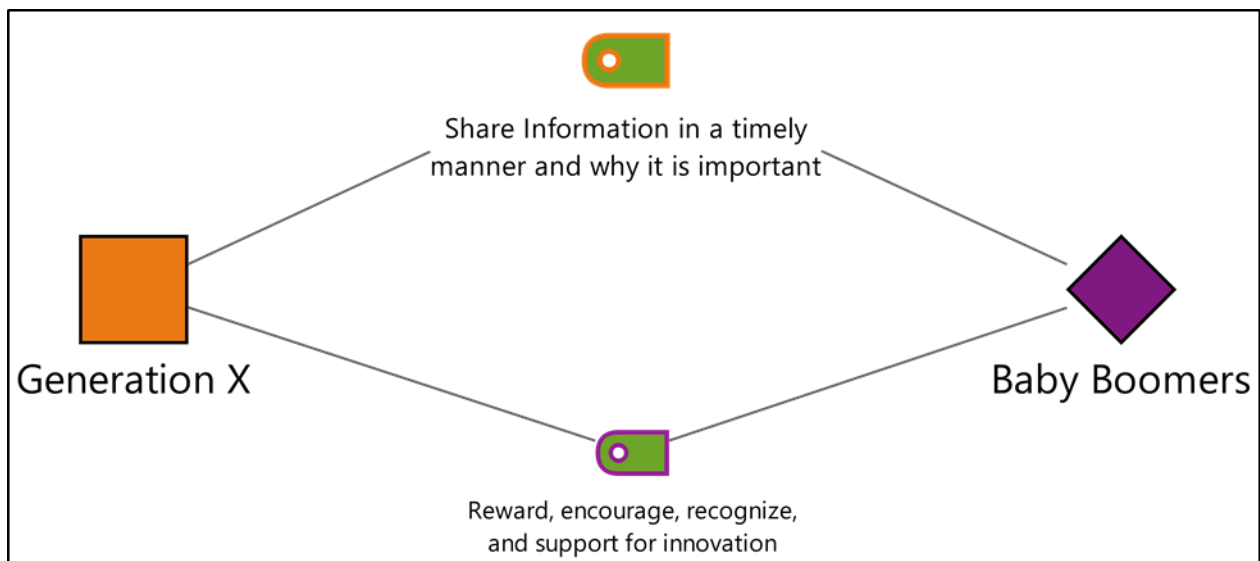 Share Information in a timely
manner and why it is important
Generation X
Baby Boomers
Reward, encourage, recognize,
and support for innovation